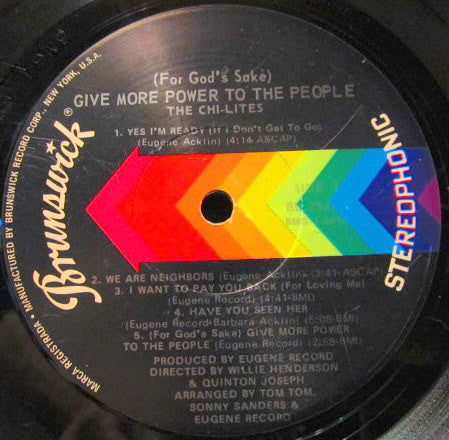 (For God's Sake)
GIVE MORE POWER TO THE PEOPLE
THE CHI-LITES
1. YES I'M READY (If I Don't Get To Go)
(Eugene Acklin) (4:14-ASCAP)
Brunswick
STEREOPHONIC
MARCA REGISTRADA • MANUFACTURED BY BRUNSWICK RECORD CORP., NEW YORK, U.S.A.
2. WE ARE NEIGHBORS (Eugene Acklin) (3:41-ASCAP)
3. I WANT TO PAY YOU BACK (For Loving Me)
(Eugene Record) (4:41-BMI)
4. HAVE YOU SEEN HER
(Eugene Record-Barbara Acklin) (5:08-BMI)
5. (For God's Sake) GIVE MORE POWER
TO THE PEOPLE (Eugene Record) (2:58-BMI)
PRODUCED BY EUGENE RECORD
DIRECTED BY WILLIE HENDERSON
& QUINTON JOSEPH
ARRANGED BY TOM TOM,
SONNY SANDERS &
EUGENE RECORD